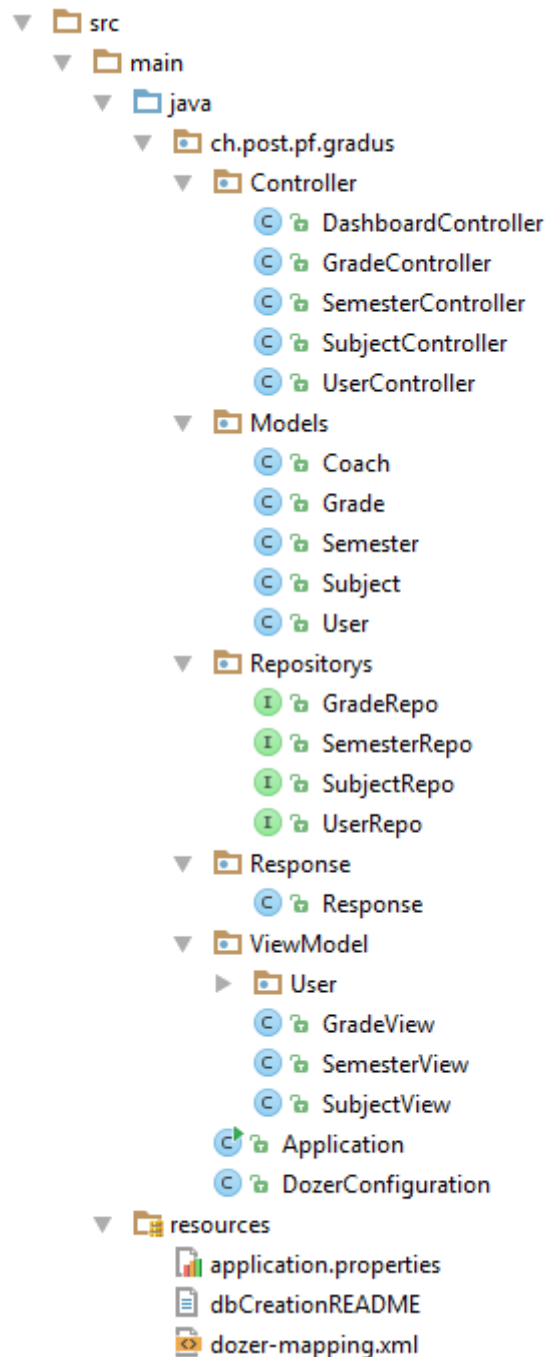 src
main
java
ch.post.pf.gradus
Controller
DashboardController
GradeController
SemesterController
SubjectController
UserController
Models
Coach
Grade
Semester
Subject
User
Repositorys
GradeRepo
SemesterRepo
SubjectRepo
UserRepo
Response
Response
ViewModel
User
GradeView
SemesterView
SubjectView
Application
DozerConfiguration
resources
application.properties
dbCreationREADME
dozer-mapping.xml